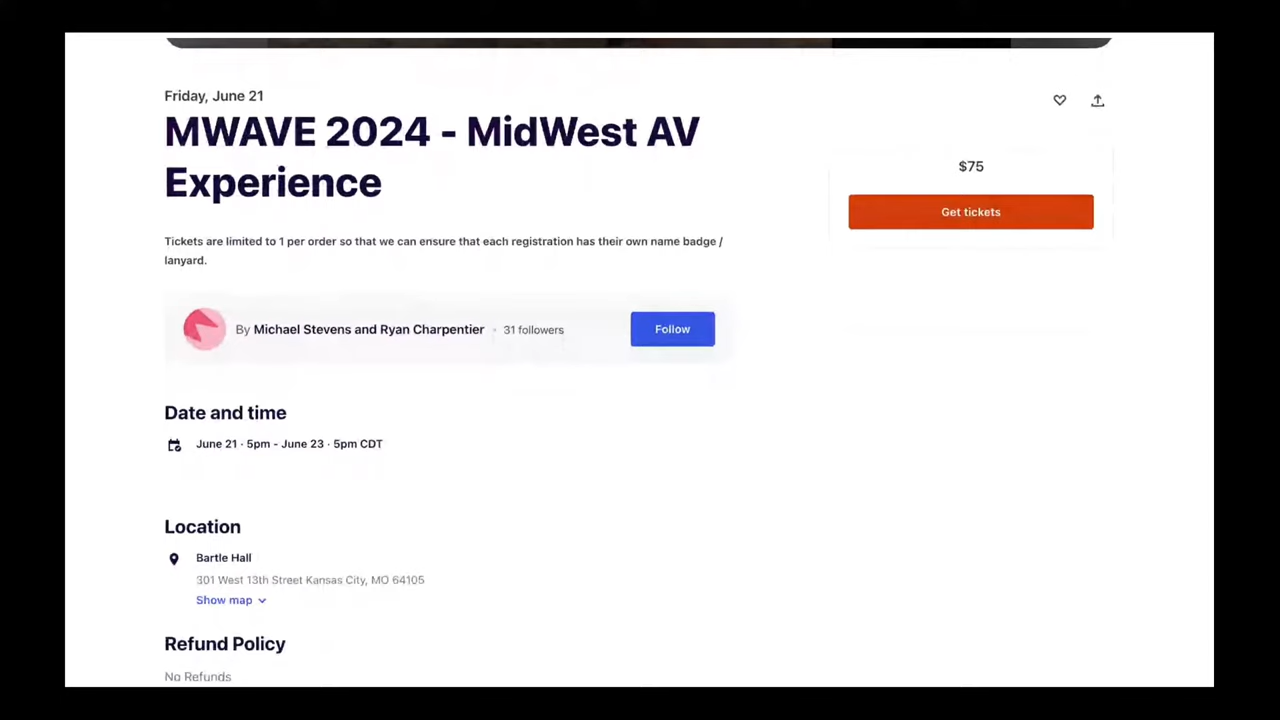 Friday, June 21
MWAVE 2024 - MidWest AV
Experience
$75
Get tickets
Tickets are limited to 1 per order so that we can ensure that each registration has their own name badge /
lanyard.
By Michael Stevens and Ryan Charpentier · 31 followers
Follow
Date and time
June 21 · 5pm - June 23 · 5pm CDT
Location
Bartle Hall
301 West 13th Street Kansas City, MO 64105
Show map
Refund Policy
No Refunds